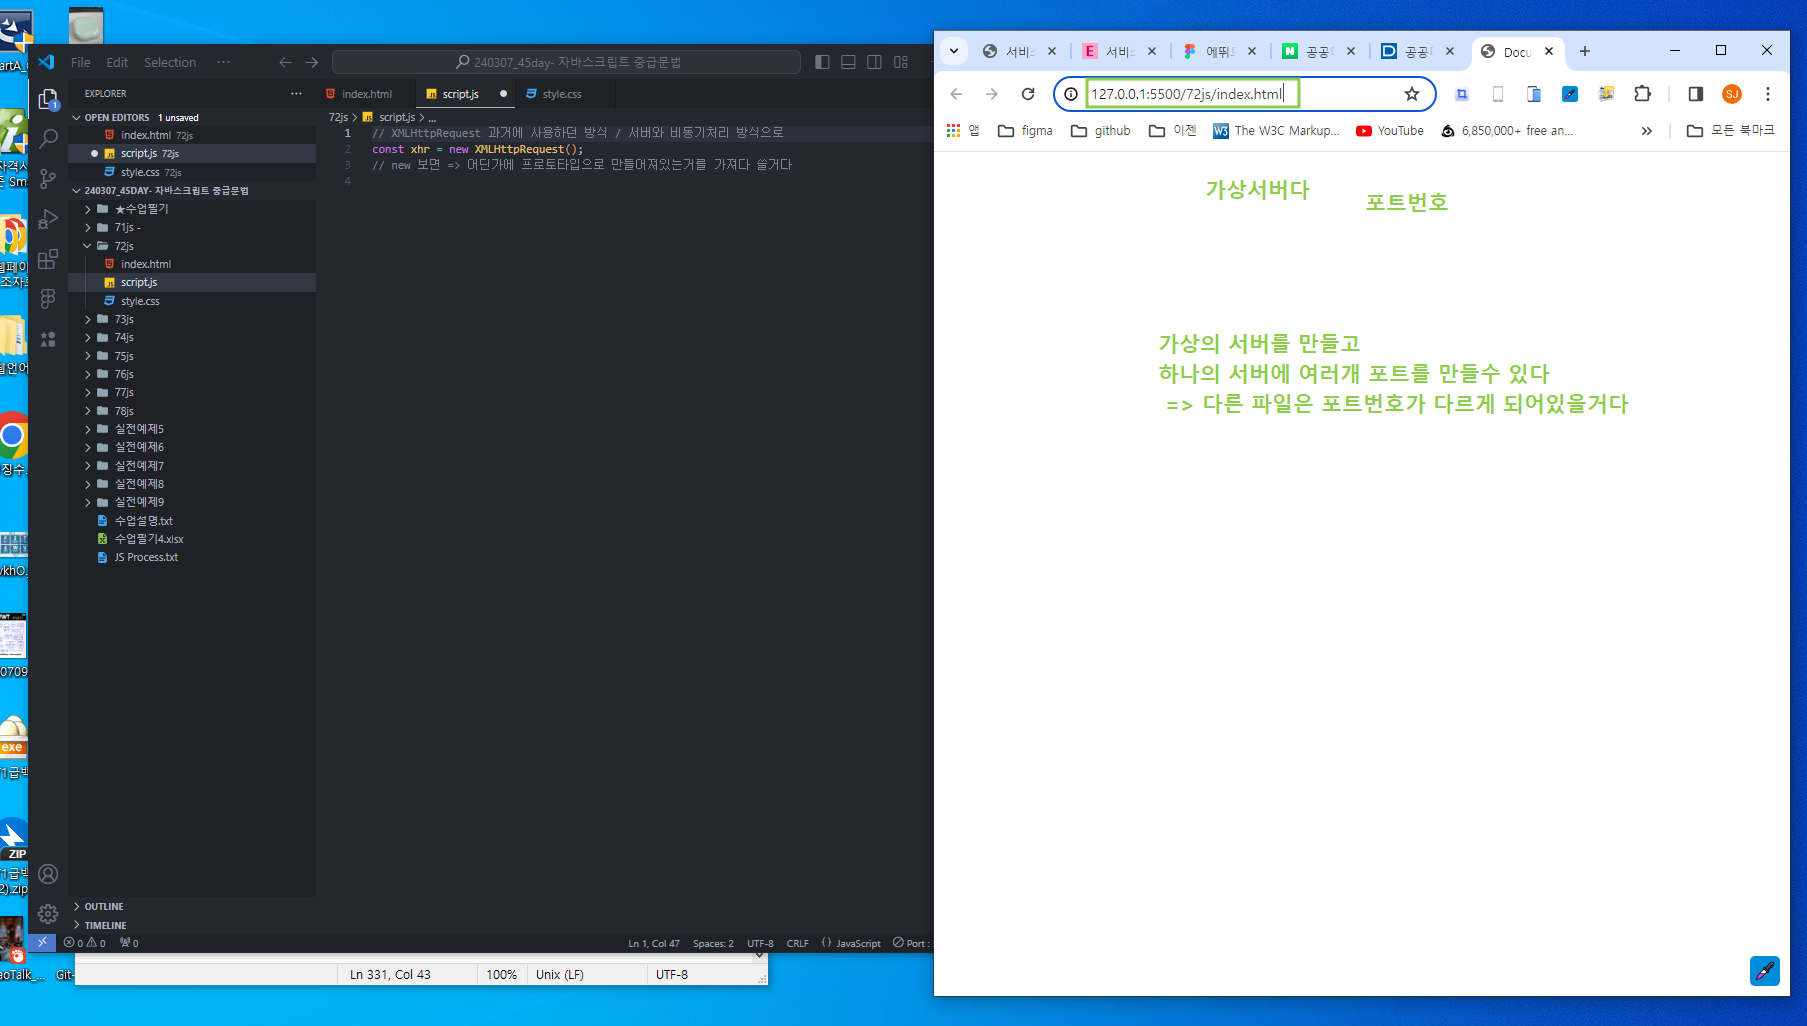 File Edit Selection ···
240307_45day- 자바스크립트 중급문법
EXPLORER
index.html
script.js
style.css
OPEN EDITORS 1 unsaved
index.html 72js
script.js 72js
style.css 72js
240307_45DAY- 자바스크립트 중급문법
★수업필기
71js -
72js
index.html
script.js
style.css
73js
74js
75js
76js
77js
78js
실전예제5
실전예제6
실전예제7
실전예제8
실전예제9
수업설명.txt
수업필기4.xlsx
JS Process.txt
OUTLINE
TIMELINE
72js > script.js > ...
1 // XMLHttpRequest 과거에 사용하던 방식 / 서버와 비동기처리 방식으로
2 const xhr = new XMLHttpRequest();
3 // new 보면 => 어딘가에 프로토타입으로 만들어져있는거를 가져다 쓸거다
4
0 0 0
Ln 1, Col 47 Spaces: 2 UTF-8 CRLF {} JavaScript Port :
Ln 331, Col 43 100% Unix (LF) UTF-8
서비 서비 에뛰 공공 공공 Docu
127.0.0.1:5500/72js/index.html
SJ
앱 figma github 이젠 The W3C Markup... YouTube 6,850,000+ free an... 모든 북마크
가상서버다
포트번호
가상의 서버를 만들고
하나의 서버에 여러개 포트를 만들수 있다
=> 다른 파일은 포트번호가 다르게 되어있을거다
exe
ZIP
2).zip
aoTalk_...
Git-